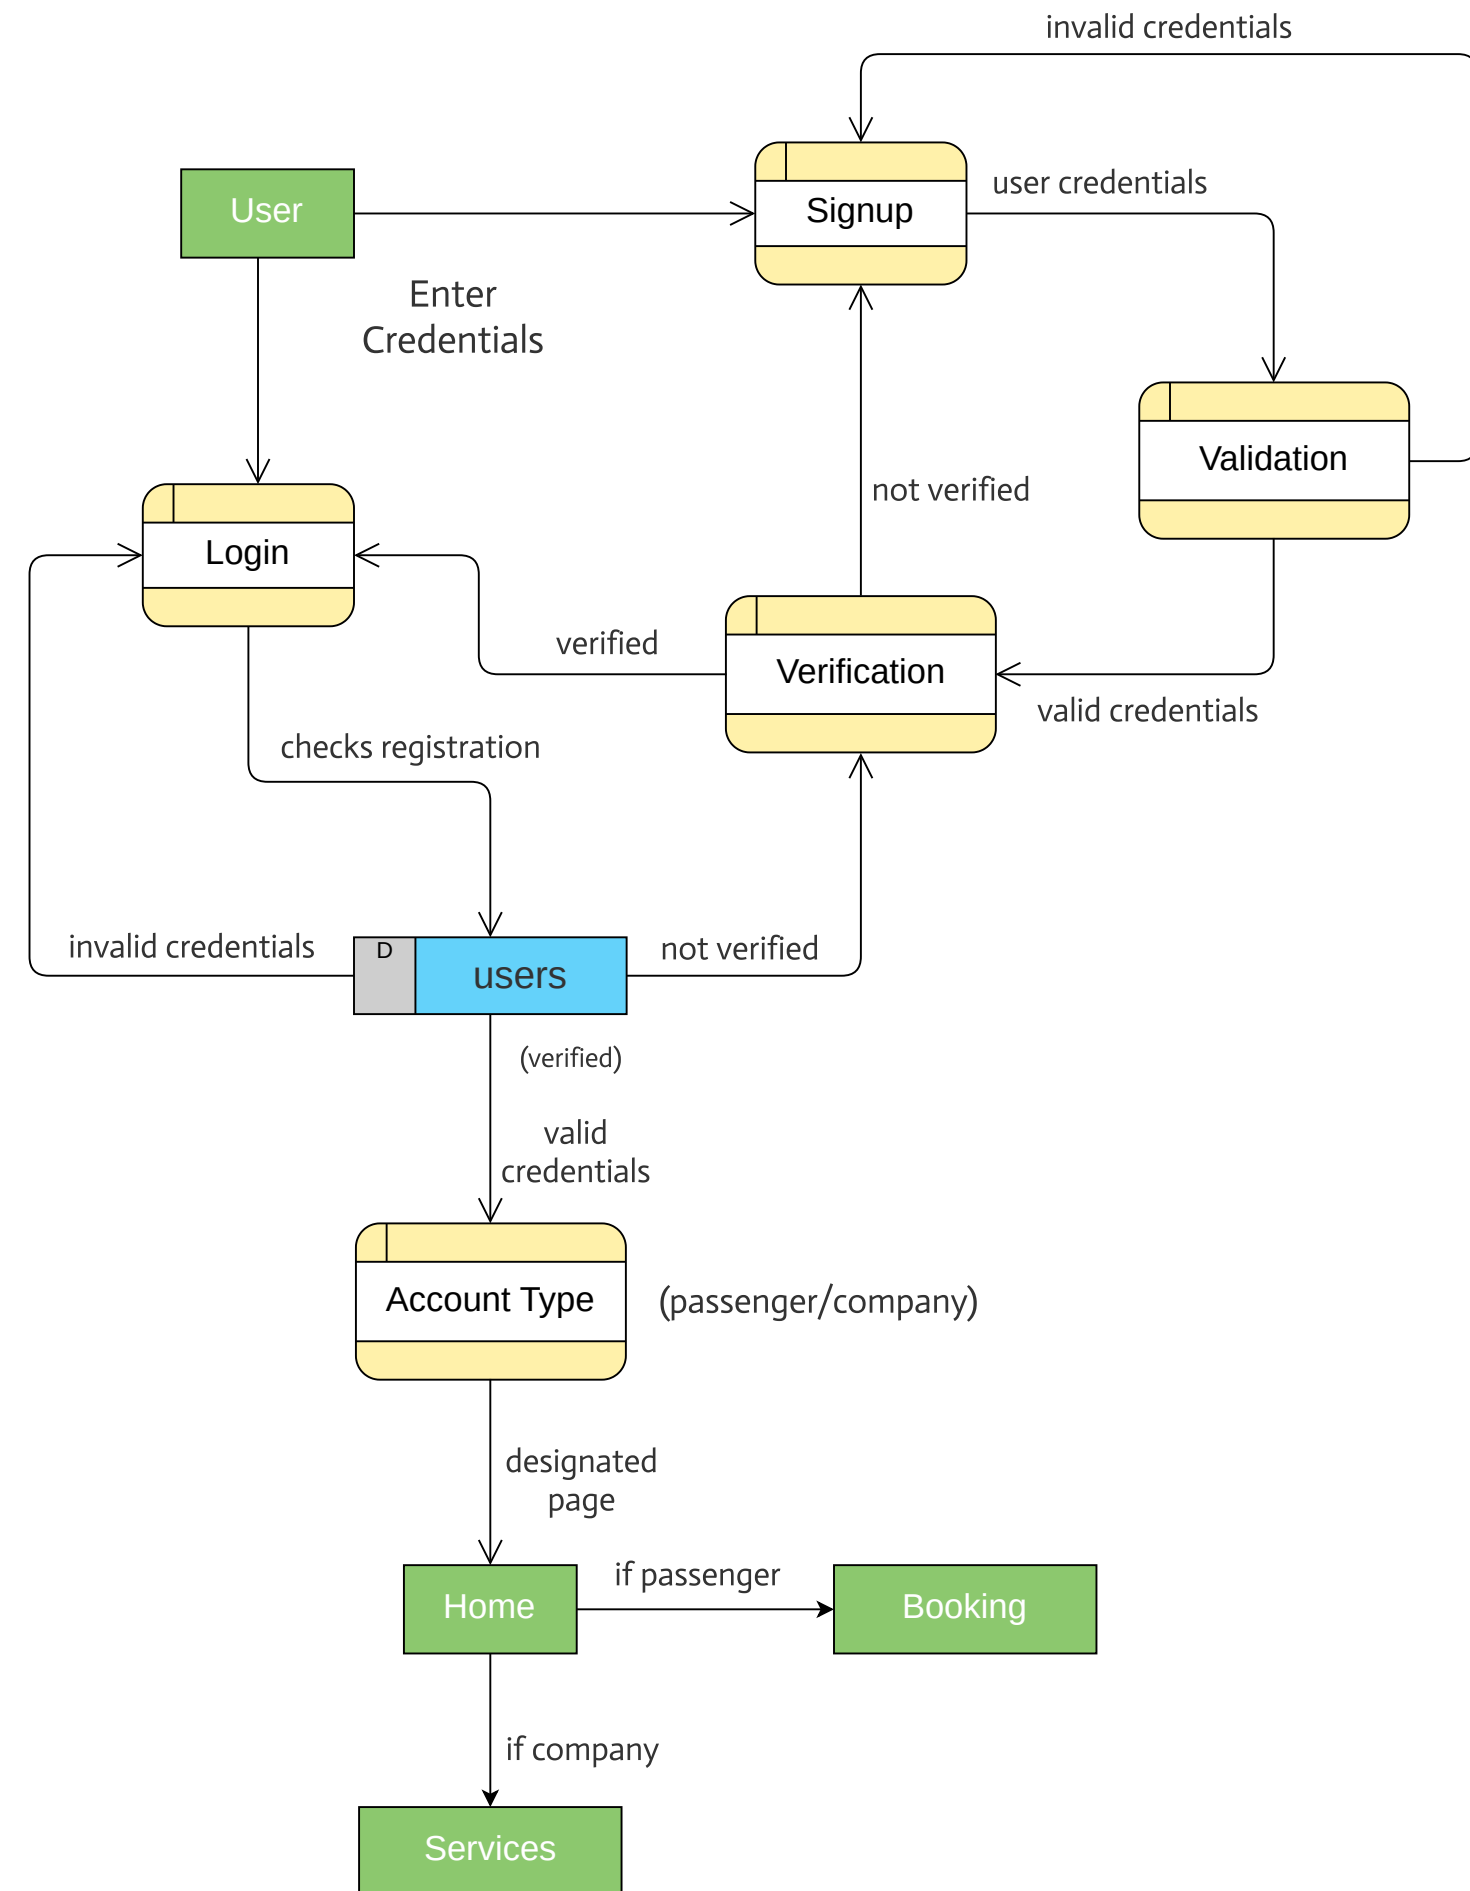 invalid credentials
User
Signup
user credentials
Enter
Credentials
Validation
not verified
Login
verified
Verification
valid credentials
checks registration
invalid credentials
D
users
not verified
(verified)
valid
credentials
Account Type
(passenger/company)
designated
page
Home
if passenger
Booking
if company
Services